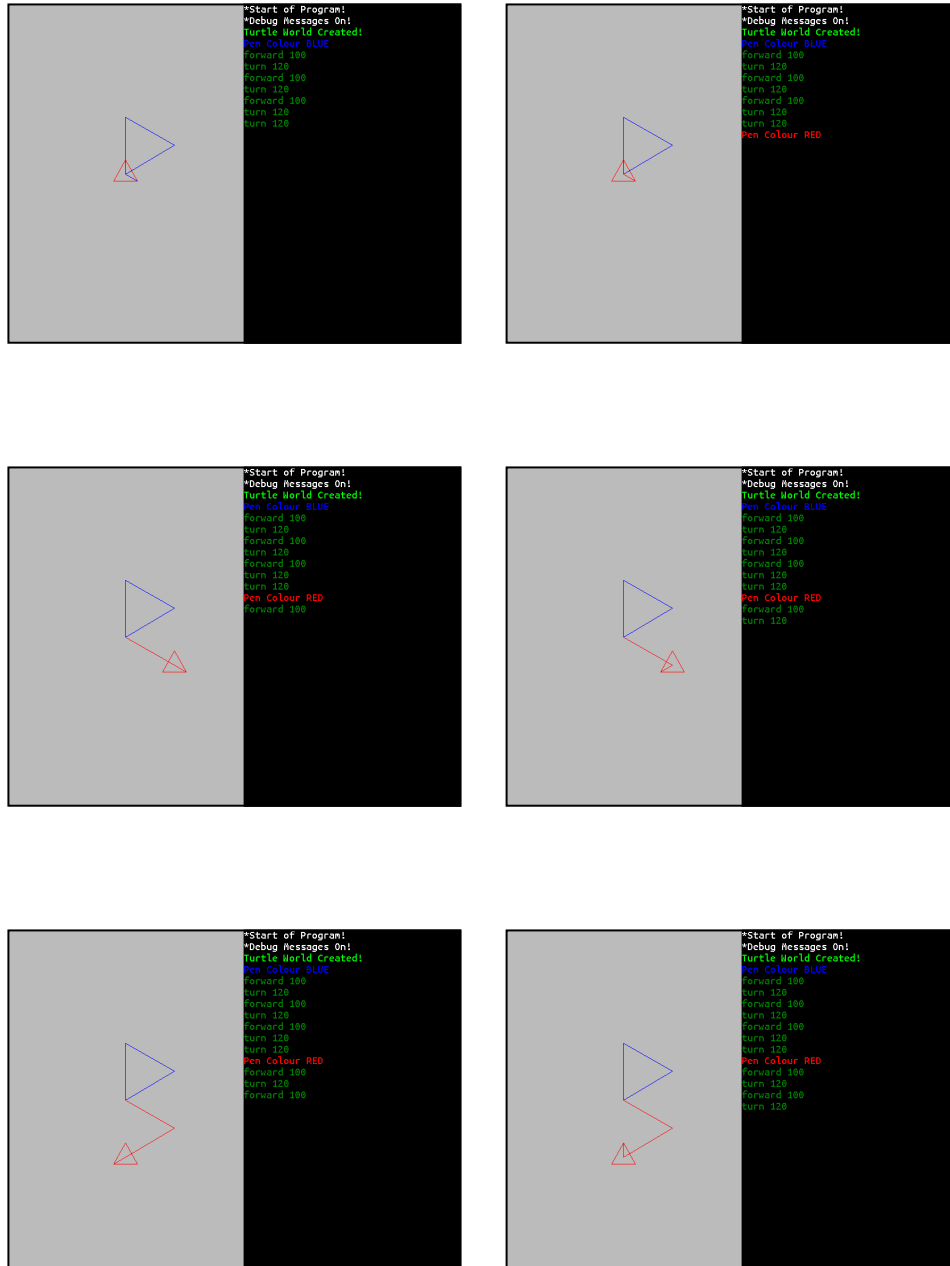 *Start of Program!
*Debug Messages On!
Turtle World Created!
Pen Colour BLUE
forward 100
turn 120
forward 100
turn 120
forward 100
turn 120
turn 120
*Start of Program!
*Debug Messages On!
Turtle World Created!
Pen Colour BLUE
forward 100
turn 120
forward 100
turn 120
forward 100
turn 120
turn 120
Pen Colour RED
*Start of Program!
*Debug Messages On!
Turtle World Created!
Pen Colour BLUE
forward 100
turn 120
forward 100
turn 120
forward 100
turn 120
turn 120
Pen Colour RED
forward 100
*Start of Program!
*Debug Messages On!
Turtle World Created!
Pen Colour BLUE
forward 100
turn 120
forward 100
turn 120
forward 100
turn 120
turn 120
Pen Colour RED
forward 100
turn 120
*Start of Program!
*Debug Messages On!
Turtle World Created!
Pen Colour BLUE
forward 100
turn 120
forward 100
turn 120
forward 100
turn 120
turn 120
Pen Colour RED
forward 100
turn 120
forward 100
*Start of Program!
*Debug Messages On!
Turtle World Created!
Pen Colour BLUE
forward 100
turn 120
forward 100
turn 120
forward 100
turn 120
turn 120
Pen Colour RED
forward 100
turn 120
forward 100
turn 120